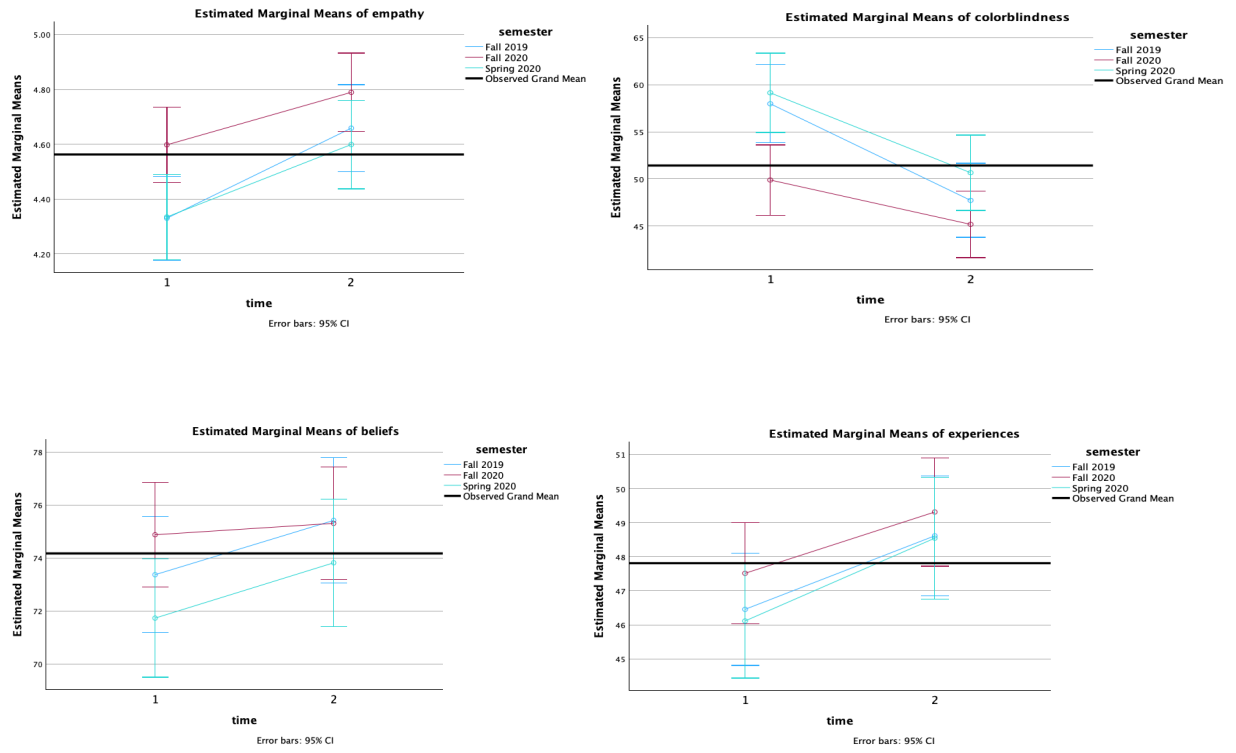 Estimated Marginal Means of empathy
Estimated Marginal Means
5.00
4.80
4.60
4.40
4.20
1
2
time
Error bars: 95% CI
semester
Fall 2019
Fall 2020
Spring 2020
Observed Grand Mean
Estimated Marginal Means of colorblindness
Estimated Marginal Means
65
60
55
50
45
1
2
time
Error bars: 95% CI
semester
Fall 2019
Fall 2020
Spring 2020
Observed Grand Mean
Estimated Marginal Means of beliefs
Estimated Marginal Means
78
76
74
72
70
1
2
time
Error bars: 95% CI
semester
Fall 2019
Fall 2020
Spring 2020
Observed Grand Mean
Estimated Marginal Means of experiences
Estimated Marginal Means
51
50
49
48
47
46
45
1
2
time
Error bars: 95% CI
semester
Fall 2019
Fall 2020
Spring 2020
Observed Grand Mean